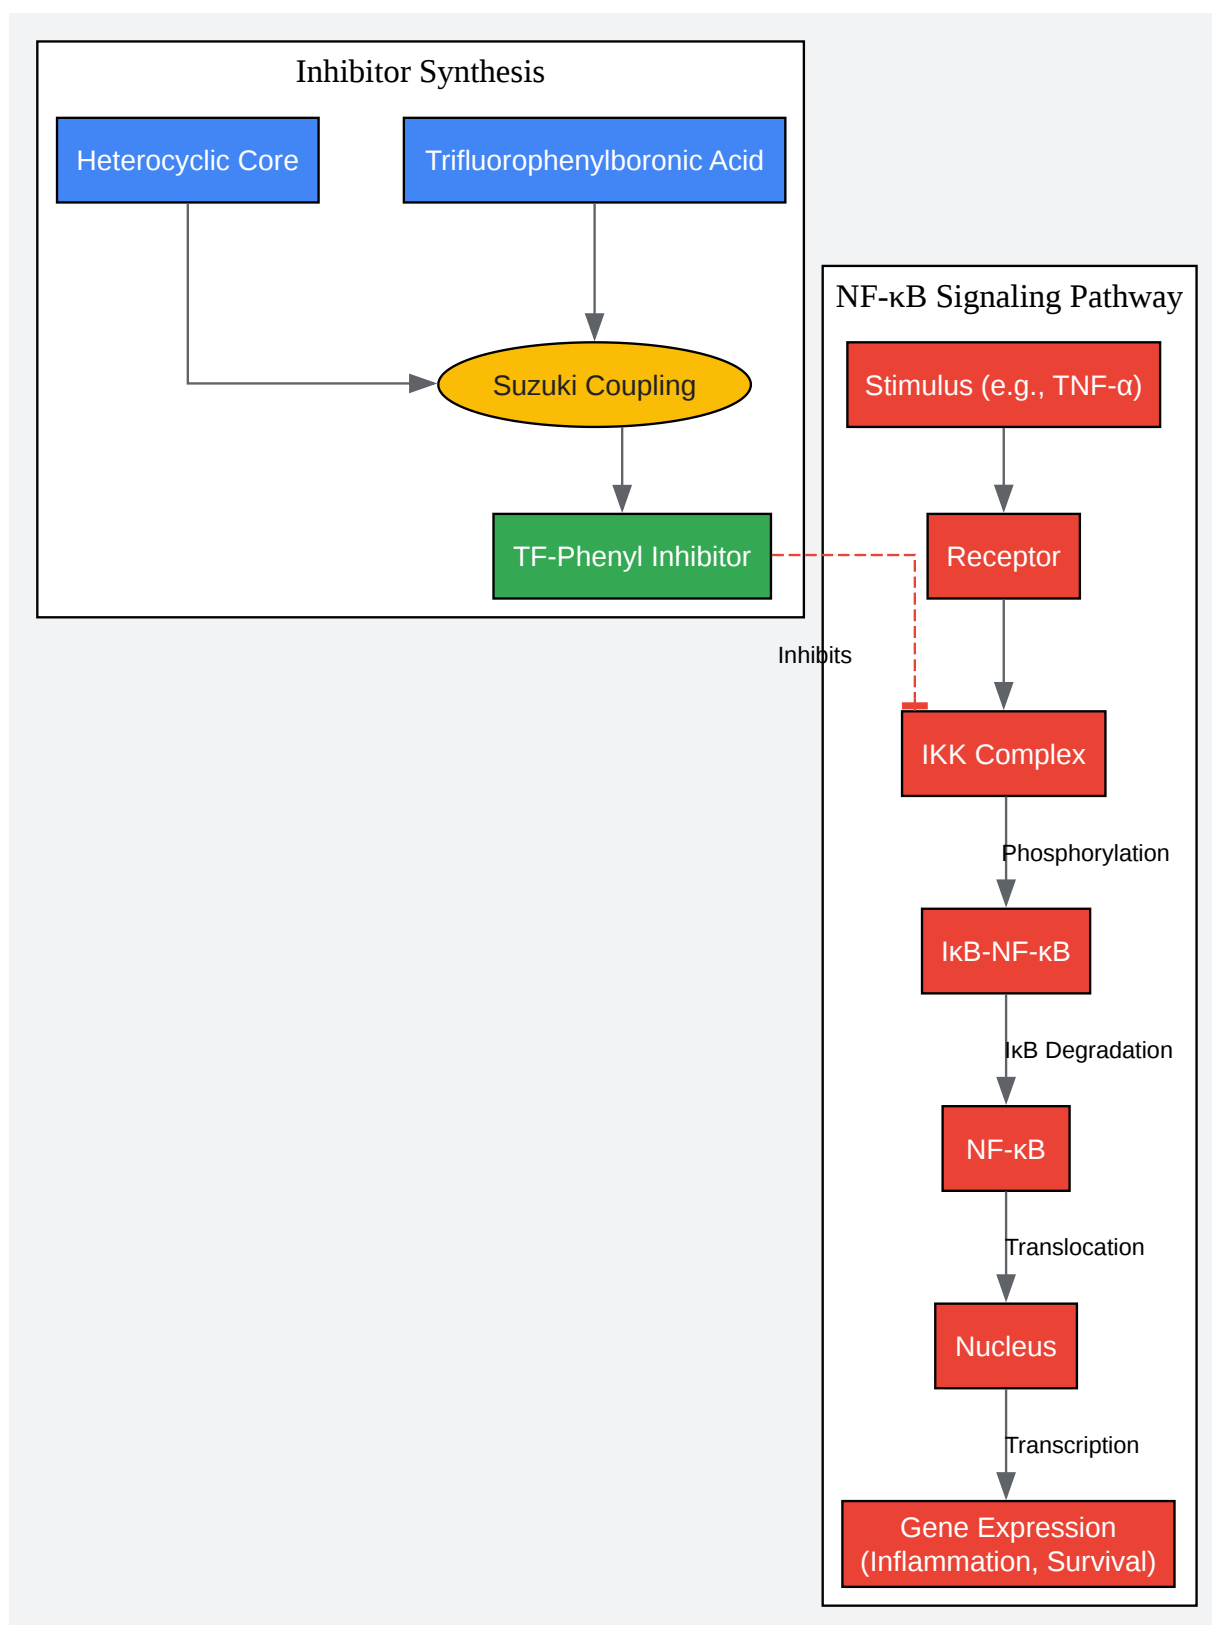 Inhibitor Synthesis
Heterocyclic Core
Trifluorophenylboronic Acid
Suzuki Coupling
TF-Phenyl Inhibitor
Inhibits
NF-κB Signaling Pathway
Stimulus (e.g., TNF-α)
Receptor
IKK Complex
Phosphorylation
IκB-NF-κB
IκB Degradation
NF-κB
Translocation
Nucleus
Transcription
Gene Expression
(Inflammation, Survival)